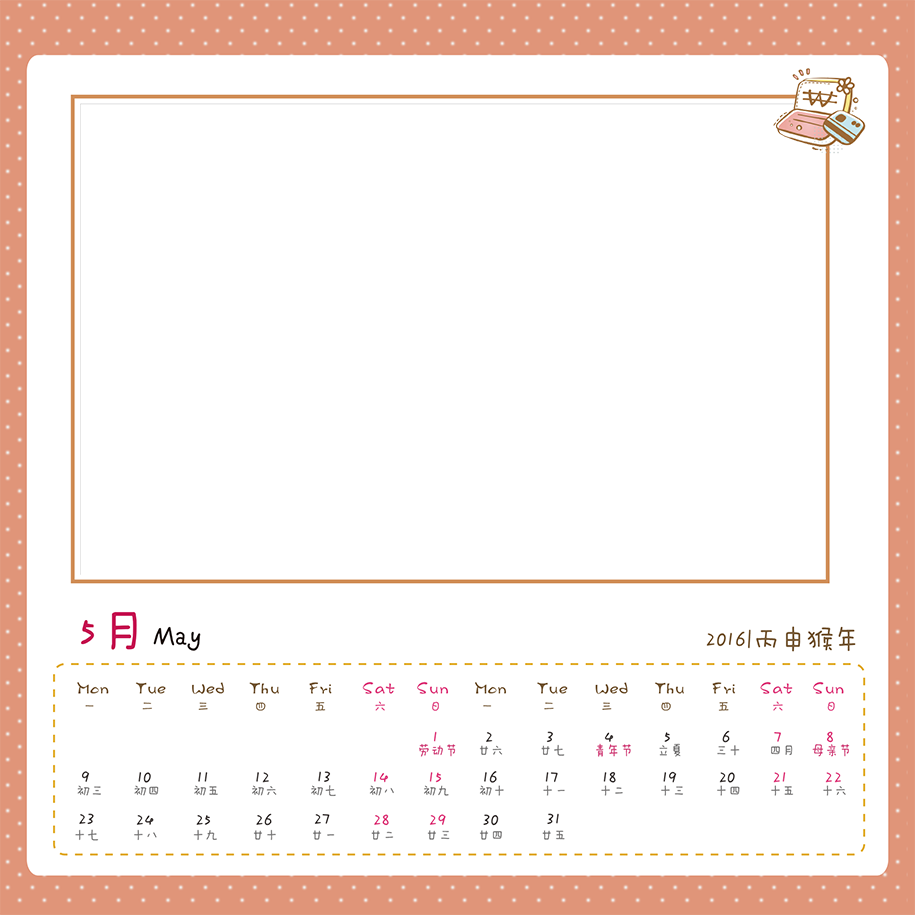 ₩
5月 May
2016|丙申猴年
Mon Tue Wed Thu Fri Sat Sun Mon Tue Wed Thu Fri Sat Sun
一 二 三 四 五 六 日 一 二 三 四 五 六 日
1 2 3 4 5 6 7 8
劳动节 廿六 廿七 青年节 立夏 三十 四月 母亲节
9 10 11 12 13 14 15 16 17 18 19 20 21 22
初三 初四 初五 初六 初七 初八 初九 初十 十一 十二 十三 十四 十五 十六
23 24 25 26 27 28 29 30 31
十七 十八 十九 廿十 廿一 廿二 廿三 廿四 廿五